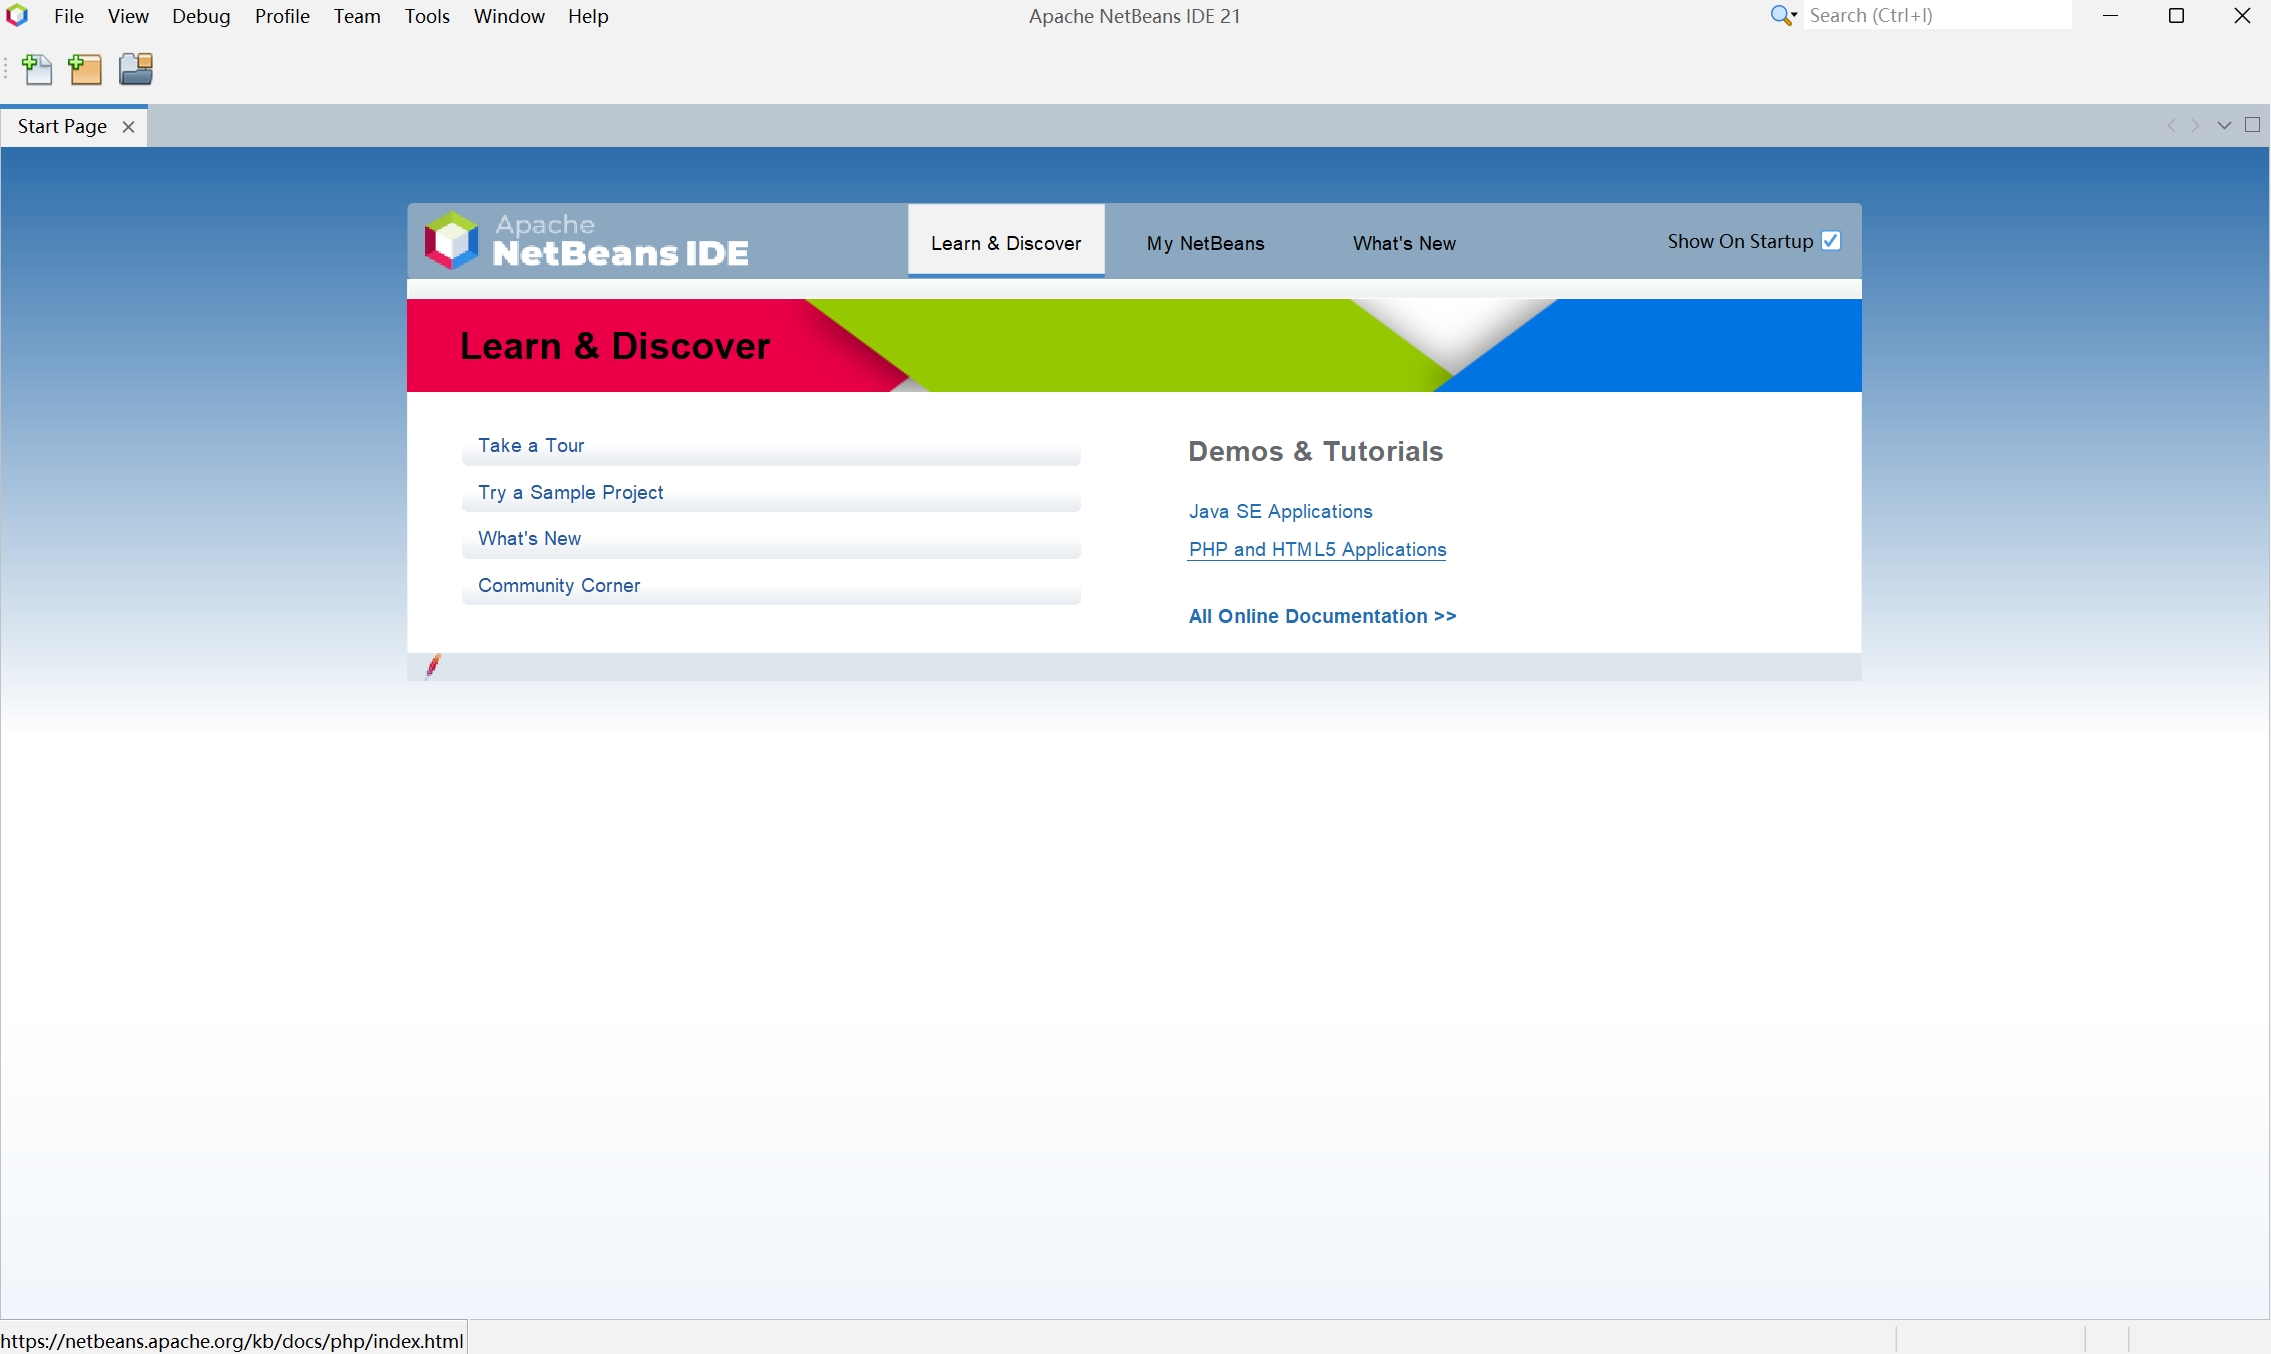 File View Debug Profile Team Tools Window Help Apache NetBeans IDE 21 Search (Ctrl+I)
Start Page
Apache
NetBeans IDE Learn & Discover My NetBeans What's New Show On Startup
Learn & Discover
Take a Tour
Try a Sample Project
What's New
Community Corner
Demos & Tutorials
Java SE Applications
PHP and HTML5 Applications
All Online Documentation >>
https://netbeans.apache.org/kb/docs/php/index.html